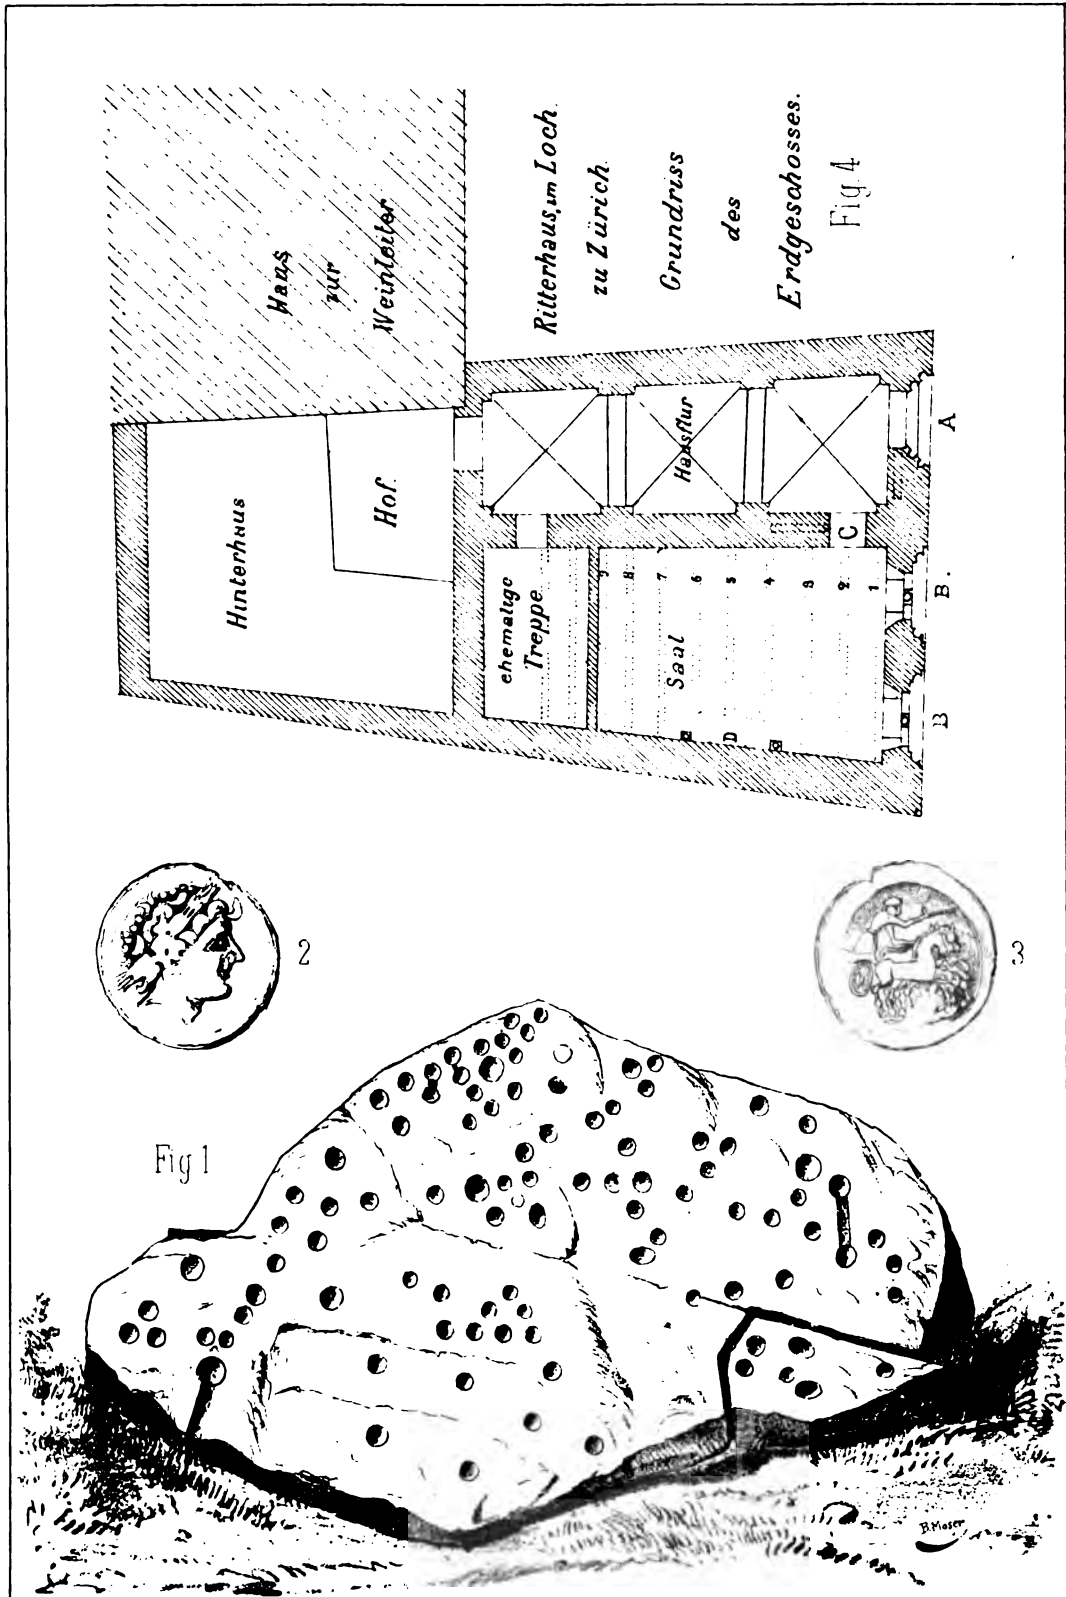 Haus
zur
Weinleiter
Ritterhaus im Loch
zu Zürich.
Grundriss
des
Erdgeschosses.
Fig. 4
Hinterhaus
Hof.
Hausflur
ehemalige
Treppe
Saal
9
8
7
6
5
4
3
2
1
A
B.
B
C
D
2
3
Fig 1
B. Moser